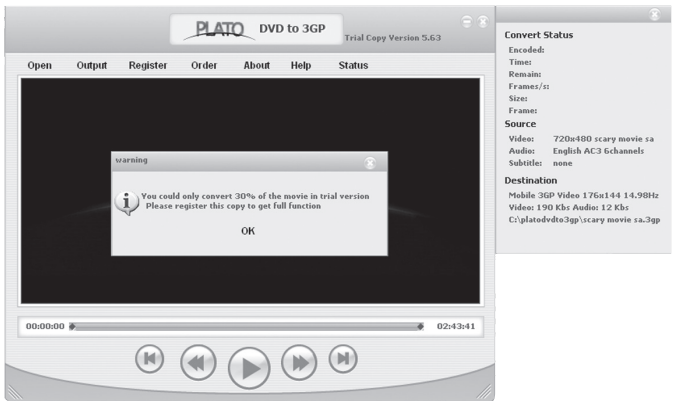 PLATO DVD to 3GP
Trial Copy Version 5.63
Open Output Register Order About Help Status
warning
You could only convert 30% of the movie in trial version
Please register this copy to get full function
OK
00:00:00 02:43:41
Convert Status
Encoded:
Time:
Remain:
Frames/s:
Size:
Frame:
Source
Video: 720x480 scary movie sa
Audio: English AC3 6channels
Subtitle: none
Destination
Mobile 3GP Video 176x144 14.98Hz
Video: 190 Kbs Audio: 12 Kbs
C:\platodvdto3gp\scary movie sa.3gp